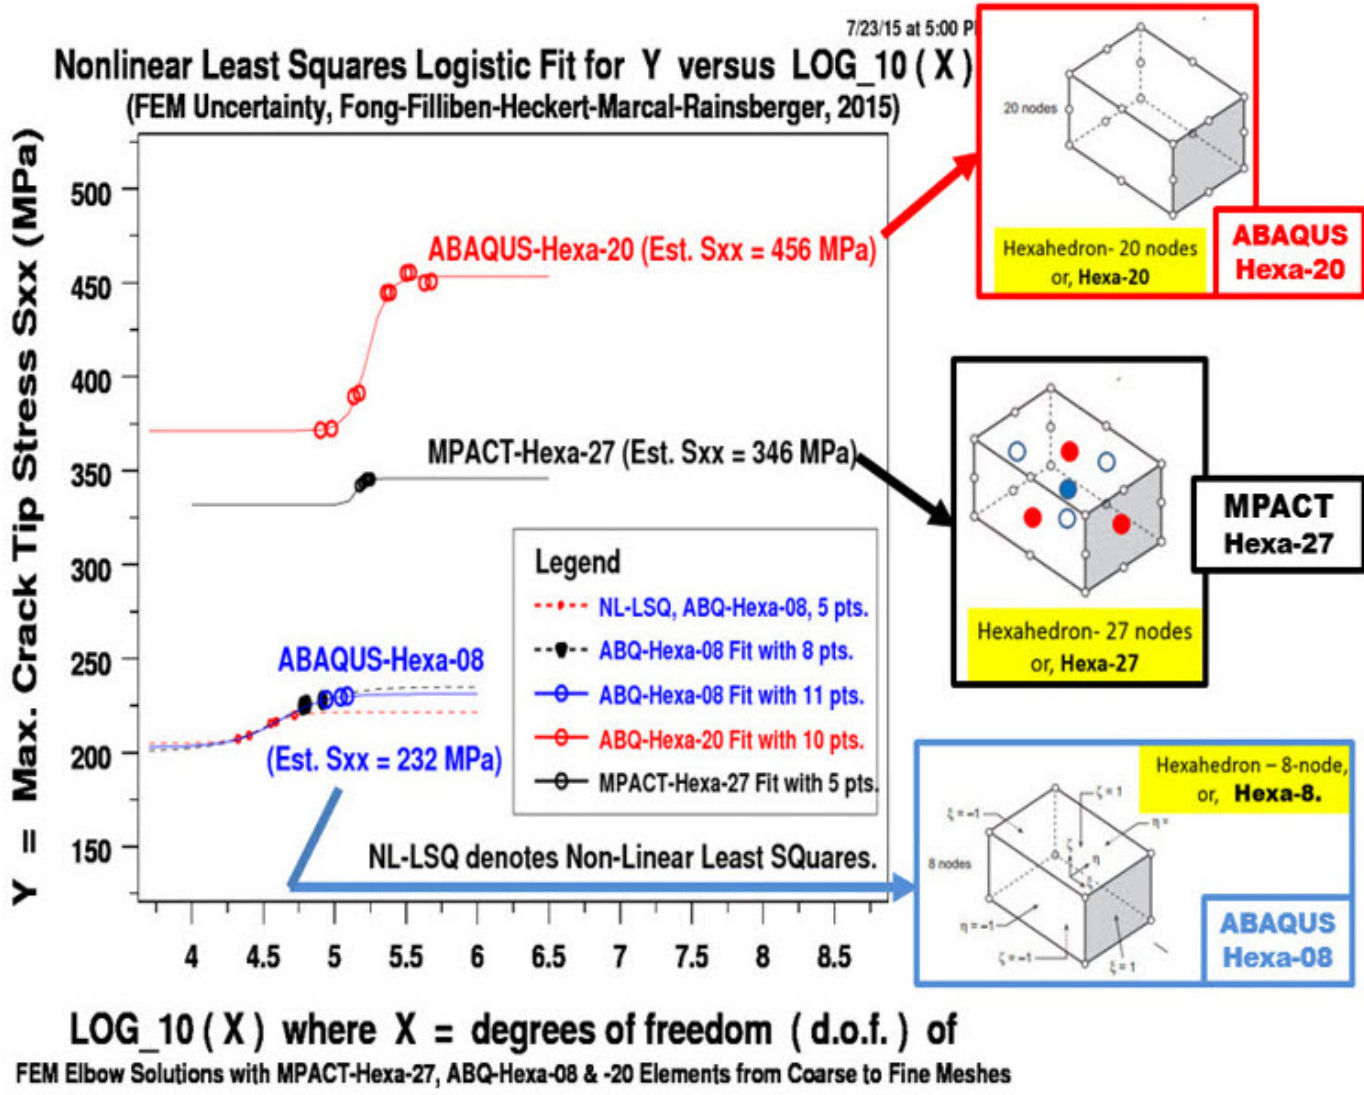 7/23/15 at 5:00 P
Nonlinear Least Squares Logistic Fit for Y versus LOG_10 ( X )
(FEM Uncertainty, Fong-Filliben-Heckert-Marcal-Rainsberger, 2015)
Y = Max. Crack Tip Stress Sxx (MPa)
500
450
400
350
300
250
200
150
ABAQUS-Hexa-20 (Est. Sxx = 456 MPa)
MPACT-Hexa-27 (Est. Sxx = 346 MPa)
ABAQUS-Hexa-08
(Est. Sxx = 232 MPa)
Legend
NL-LSQ, ABQ-Hexa-08, 5 pts.
ABQ-Hexa-08 Fit with 8 pts.
ABQ-Hexa-08 Fit with 11 pts.
ABQ-Hexa-20 Fit with 10 pts.
MPACT-Hexa-27 Fit with 5 pts.
NL-LSQ denotes Non-Linear Least SQuares.
4 4.5 5 5.5 6 6.5 7 7.5 8 8.5
LOG_10 ( X ) where X = degrees of freedom ( d.o.f. ) of
FEM Elbow Solutions with MPACT-Hexa-27, ABQ-Hexa-08 & -20 Elements from Coarse to Fine Meshes
20 nodes
Hexahedron- 20 nodes
or, Hexa-20
ABAQUS
Hexa-20
Hexahedron- 27 nodes
or, Hexa-27
MPACT
Hexa-27
Hexahedron – 8-node,
or, Hexa-8.
ζ = 1
ξ = −1
η =
ζ
η
ξ
8 nodes
η = −1
ζ = −1
ξ = 1
ABAQUS
Hexa-08